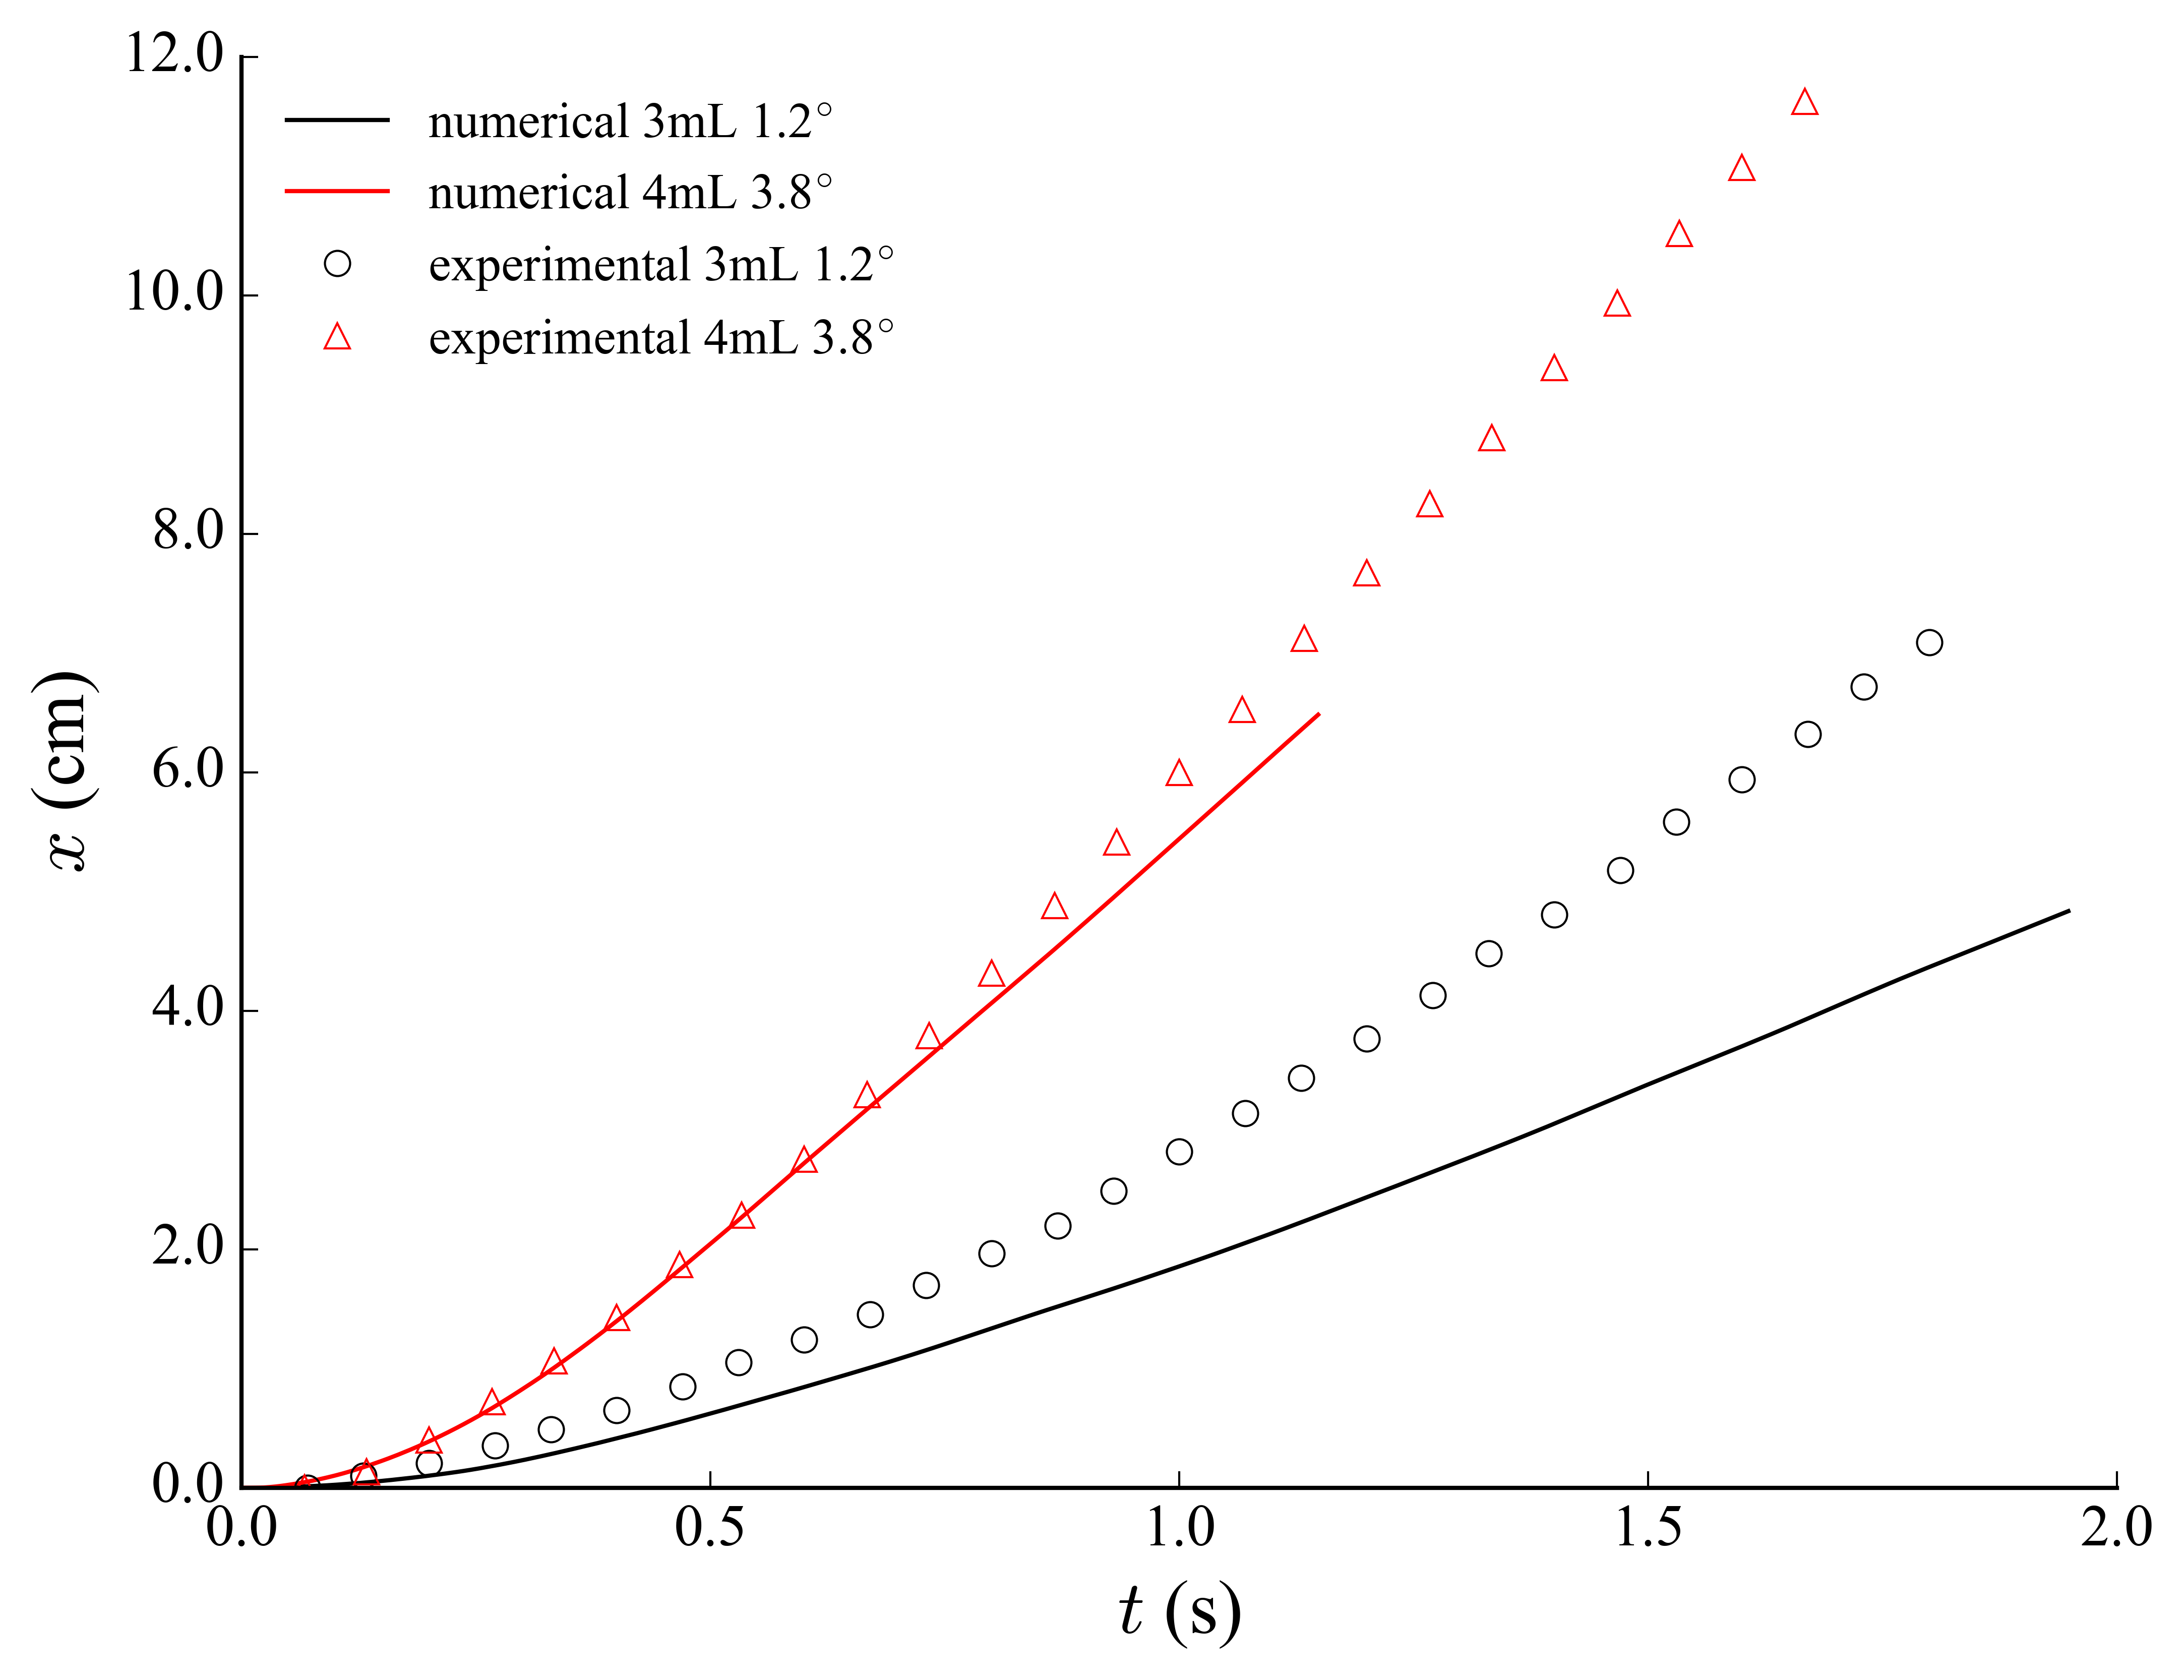 12.0
10.0
8.0
6.0
4.0
2.0
0.0
x (cm)
numerical 3mL 1.2°
numerical 4mL 3.8°
experimental 3mL 1.2°
experimental 4mL 3.8°
0.0 0.5 1.0 1.5 2.0
t (s)